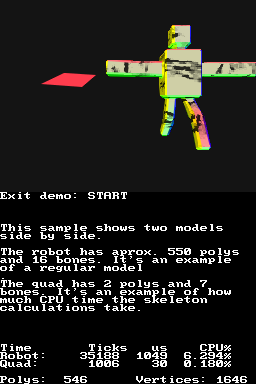 Exit demo: START
This sample shows two models
side by side.
The robot has aprox. 550 polys
and 16 bones. It's an example
of a regular model
The quad has 2 polys and 7
bones. It's an example of how
much CPU time the skeleton
calculations take.
Time Ticks us CPU%
Robot: 35188 1049 6.294%
Quad: 1006 30 0.180%
Polys: 546 Vertices: 1646